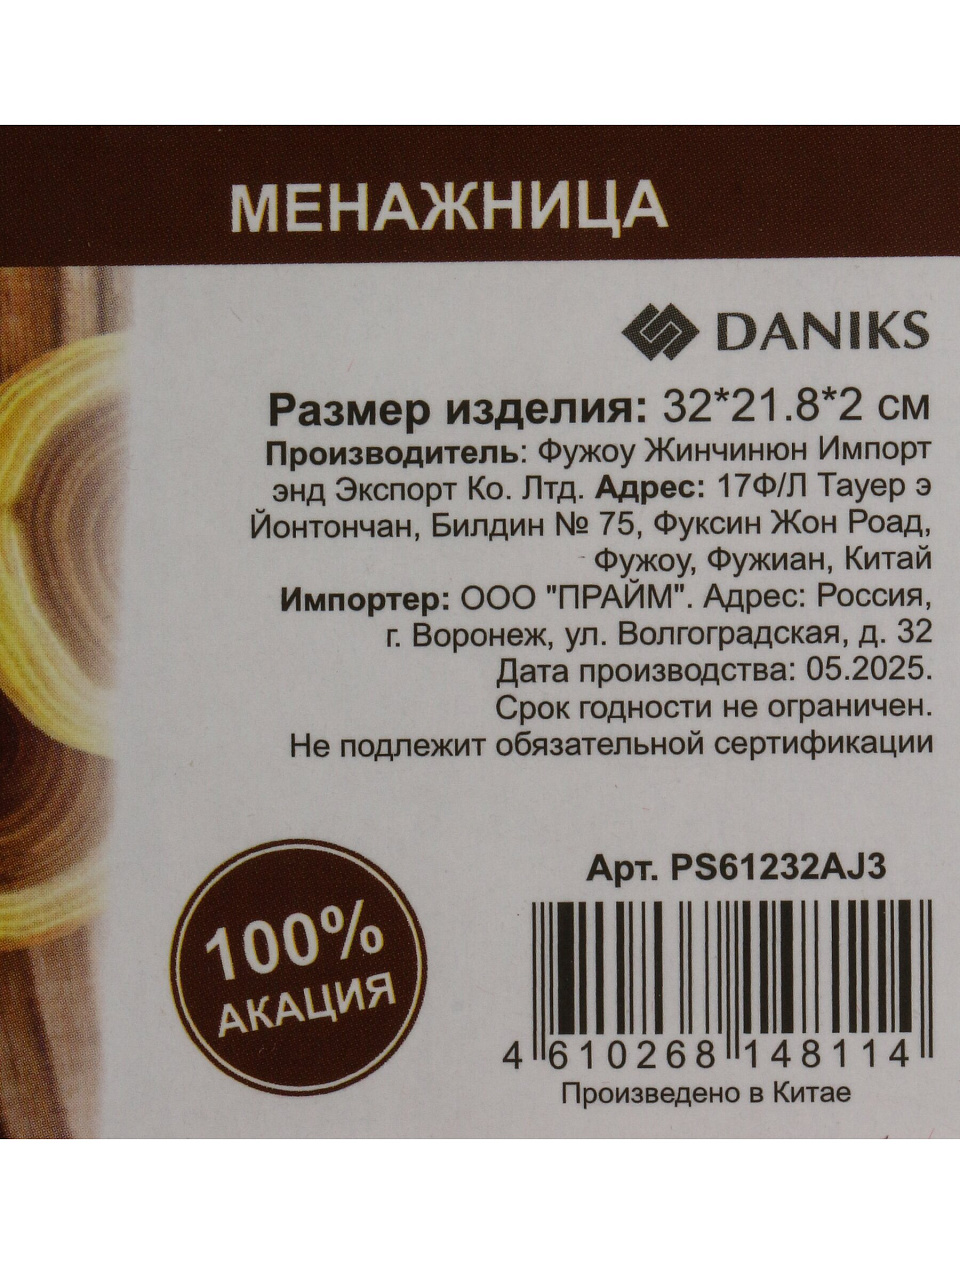 МЕНАЖНИЦА
DANIKS
Размер изделия: 32*21.8*2 см
Производитель: Фужоу Жинчинюн Импорт
энд Экспорт Ко. Лтд. Адрес: 17Ф/Л Тауер э
Йонтончан, Билдин № 75, Фуксин Жон Роад,
Фужоу, Фужиан, Китай
Импортер: ООО "ПРАЙМ". Адрес: Россия,
г. Воронеж, ул. Волгоградская, д. 32
Дата производства: 05.2025.
Срок годности не ограничен.
Не подлежит обязательной сертификации
100%
АКАЦИЯ
Арт. PS61232AJ3
4 610268 148114
Произведено в Китае